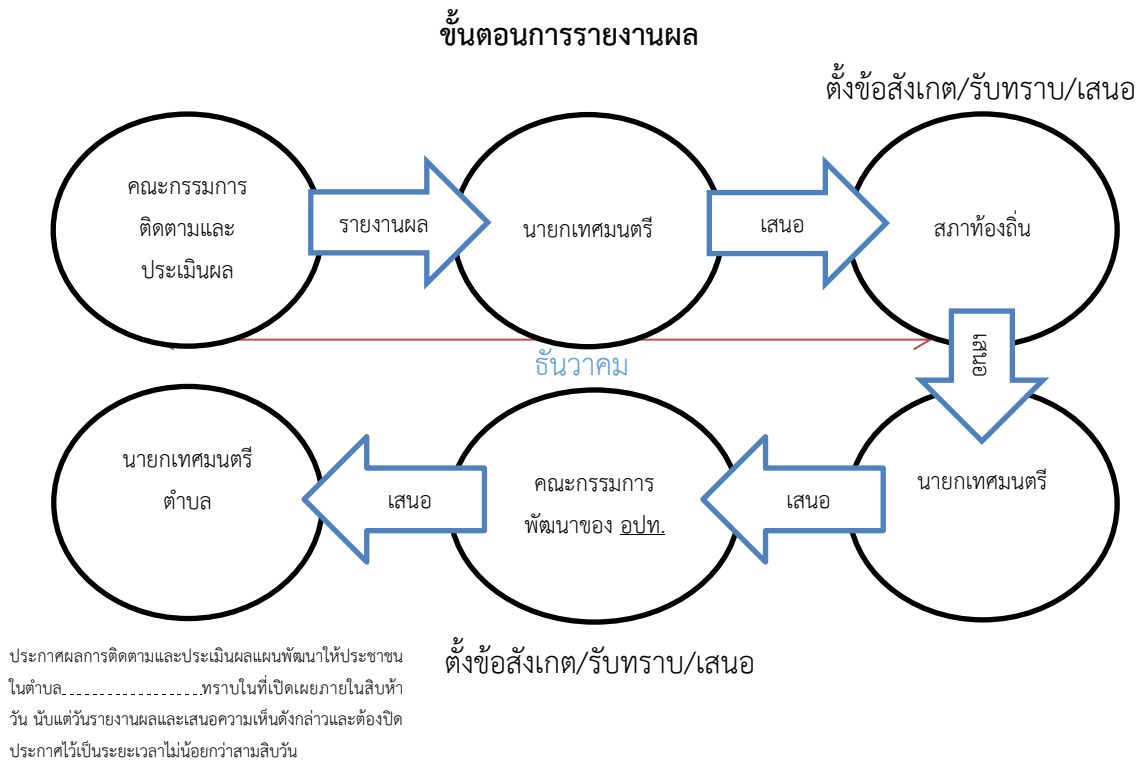 ขั้นตอนการรายงานผล
ตั้งข้อสังเกต/รับทราบ/เสนอ
คณะกรรมการ
ติดตามและ
ประเมินผล
รายงานผล
นายกเทศมนตรี
เสนอ
สภาท้องถิ่น
เสนอ
ธันวาคม
นายกเทศมนตรี
เสนอ
คณะกรรมการ
พัฒนาของ อปท.
เสนอ
นายกเทศมนตรี
ตำบล
ตั้งข้อสังเกต/รับทราบ/เสนอ
ประกาศผลการติดตามและประเมินผลแผนพัฒนาให้ประชาชน
ในตำบล....................ทราบในที่เปิดเผยภายในสิบห้า
วัน นับแต่วันรายงานผลและเสนอความเห็นดังกล่าวและต้องปิด
ประกาศไว้เป็นระยะเวลาไม่น้อยกว่าสามสิบวัน